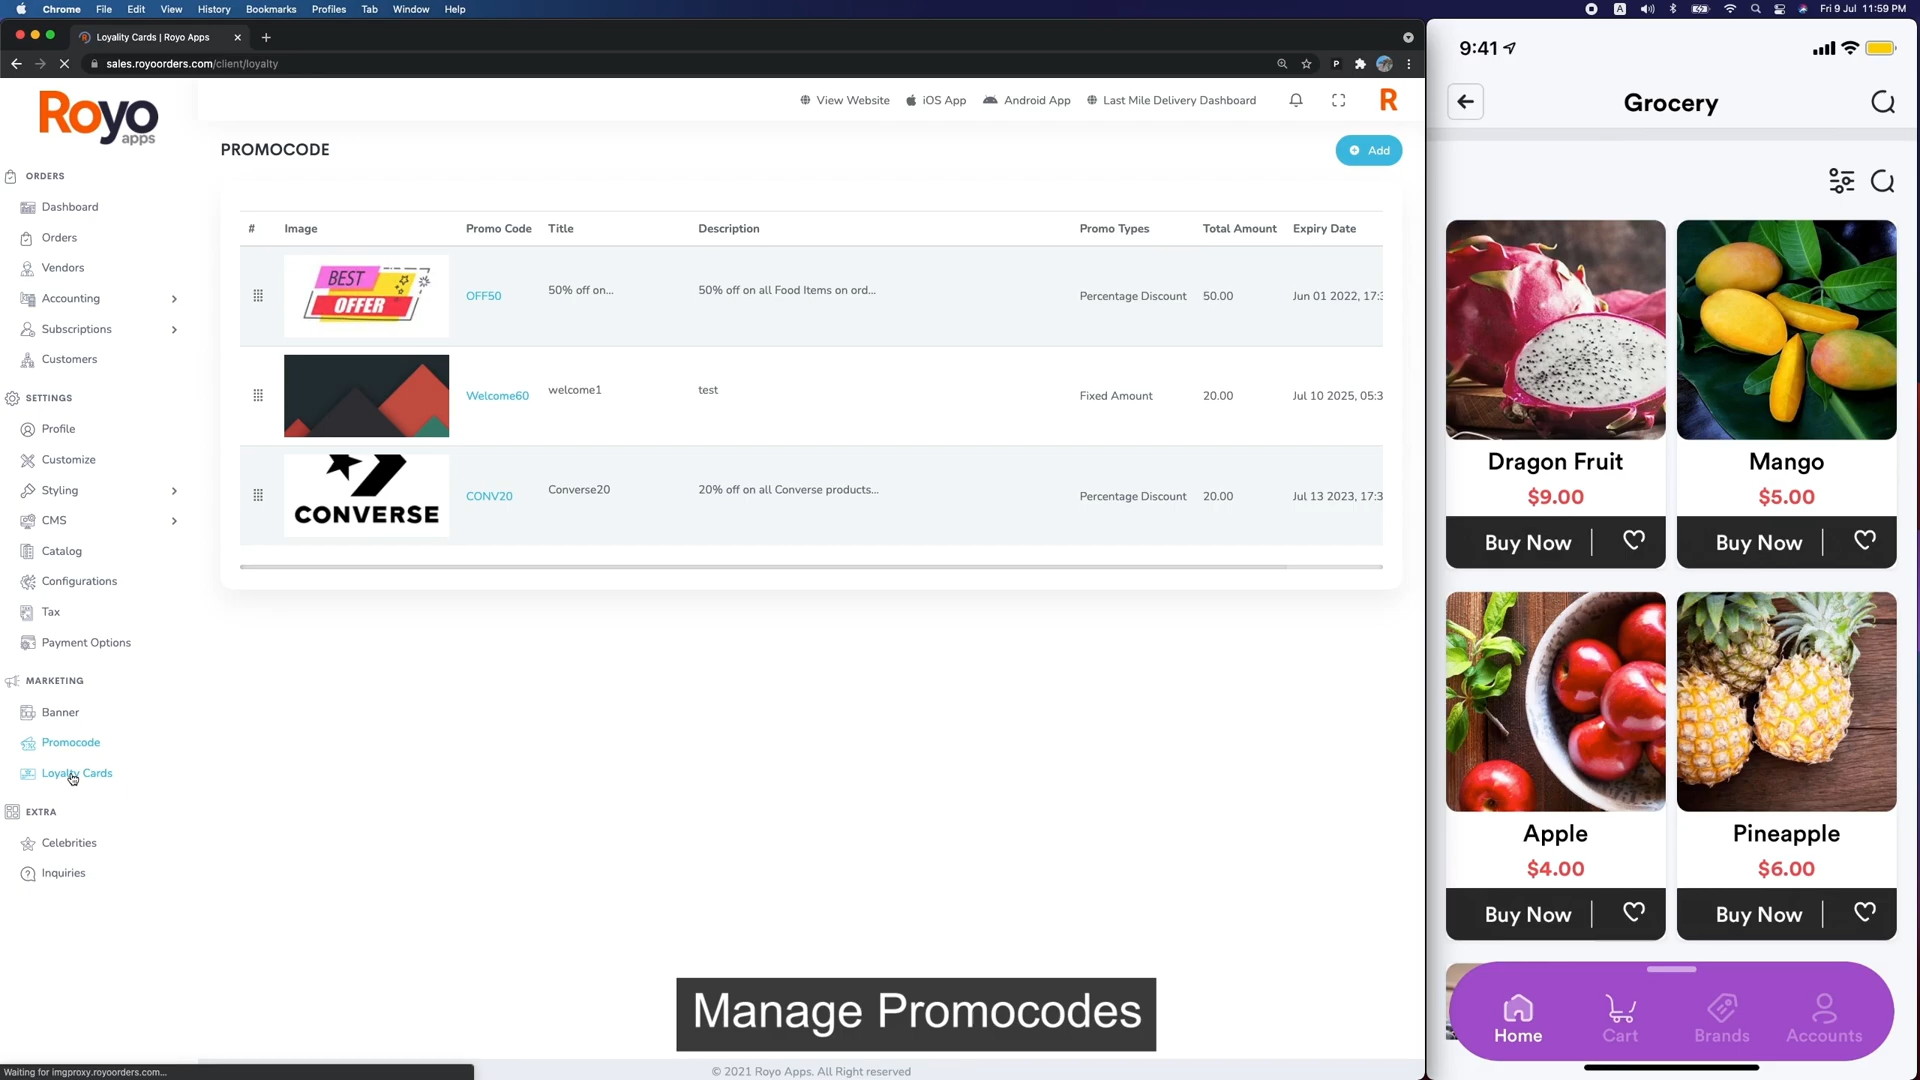 Chrome File Edit View History Bookmarks Profiles Tab Window Help
A
Fri 9 Jul 11:59 PM
Loyality Cards | Royo Apps
sales.royoorders.com/client/loyalty
P
Royo
apps
View Website iOS App Android App Last Mile Delivery Dashboard
R
ORDERS
Dashboard
Orders
Vendors
Accounting
Subscriptions
Customers
SETTINGS
Profile
Customize
Styling
CMS
Catalog
Configurations
Tax
Payment Options
MARKETING
Banner
Promocode
Loyalty Cards
EXTRA
Celebrities
Inquiries
PROMOCODE
Add
# Image Promo Code Title Description Promo Types Total Amount Expiry Date
BEST
OFFER
OFF50 50% off on... 50% off on all Food Items on ord... Percentage Discount 50.00 Jun 01 2022, 17:3
Welcome60 welcome1 test Fixed Amount 20.00 Jul 10 2025, 05:3
CONVERSE
CONV20 Converse20 20% off on all Converse products... Percentage Discount 20.00 Jul 13 2023, 17:3
Manage Promocodes
Waiting for imgproxy.royoorders.com...
© 2021 Royo Apps. All Right reserved
9:41
Grocery
Dragon Fruit
$9.00
Buy Now
Mango
$5.00
Buy Now
Apple
$4.00
Buy Now
Pineapple
$6.00
Buy Now
Home Cart Brands Accounts